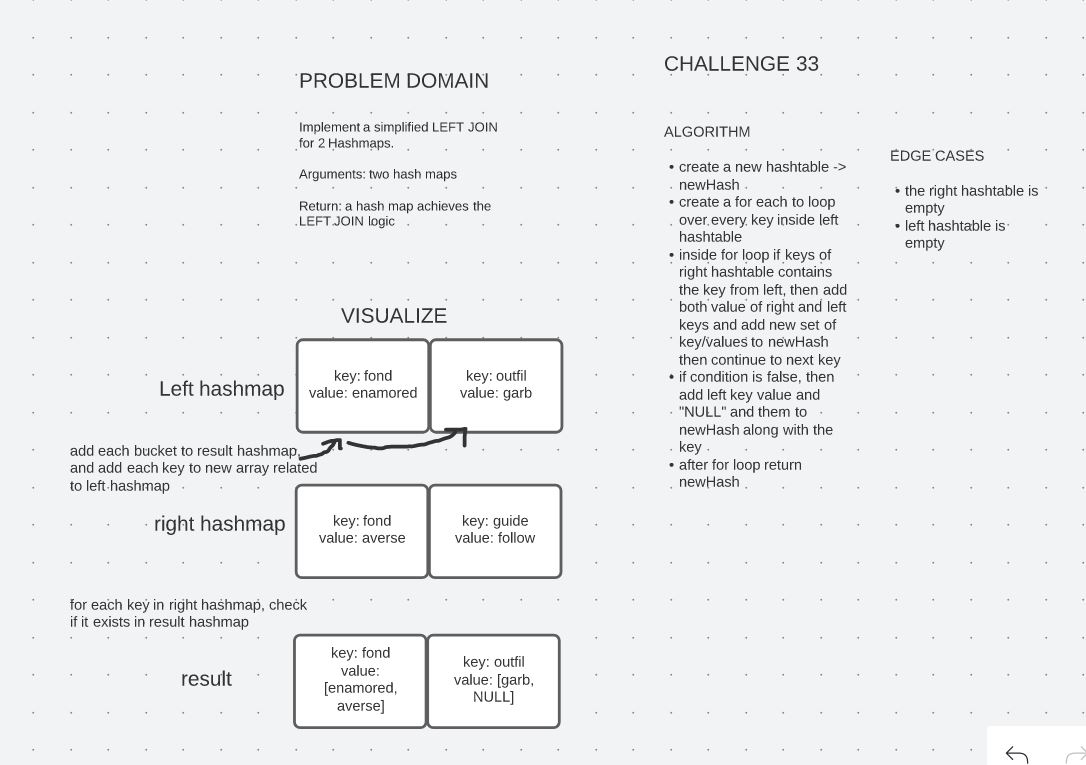 PROBLEM DOMAIN
Implement a simplified LEFT JOIN
for 2 Hashmaps.
Arguments: two hash maps
Return: a hash map achieves the
LEFT JOIN logic
CHALLENGE 33
ALGORITHM
• create a new hashtable ->
newHash
• create a for each to loop
over every key inside left
hashtable
• inside for loop if keys of
right hashtable contains
the key from left, then add
both value of right and left
keys and add new set of
key/values to newHash
then continue to next key
• if condition is false, then
add left key value and
"NULL" and them to
newHash along with the
key
• after for loop return
newHash
EDGE CASES
• the right hashtable is
empty
• left hashtable is
empty
VISUALIZE
Left hashmap
key: fond
value: enamored
key: outfil
value: garb
add each bucket to result hashmap,
and add each key to new array related
to left hashmap
right hashmap
key: fond
value: averse
key: guide
value: follow
for each key in right hashmap, check
if it exists in result hashmap
result
key: fond
value:
[enamored,
averse]
key: outfil
value: [garb,
NULL]